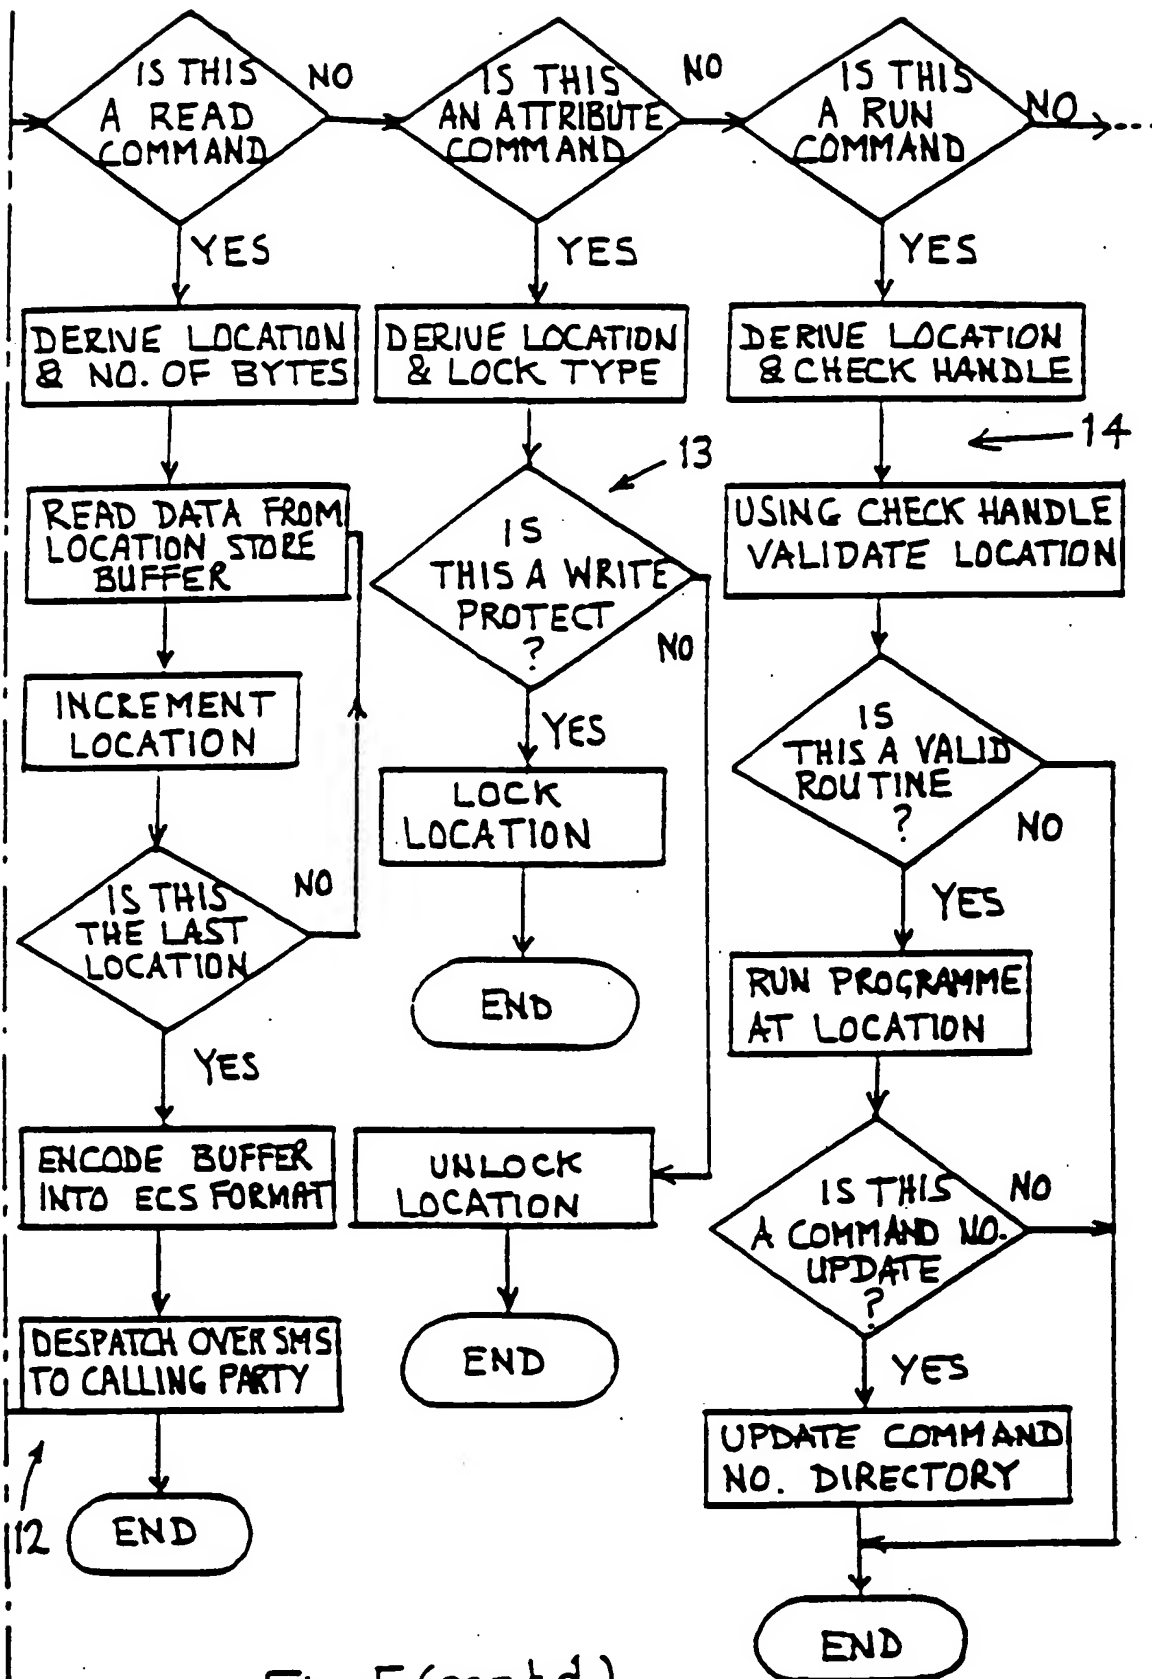 IS THIS
A READ
COMMAND
NO
YES
DERIVE LOCATION
& NO. OF BYTES
READ DATA FROM
LOCATION STORE
BUFFER
INCREMENT
LOCATION
IS THIS
THE LAST
LOCATION
NO
YES
ENCODE BUFFER
INTO ECS FORMAT
DESPATCH OVER SMS
TO CALLING PARTY
12
END
IS THIS
AN ATTRIBUTE
COMMAND
NO
YES
DERIVE LOCATION
& LOCK TYPE
13
IS
THIS A WRITE
PROTECT
?
NO
YES
LOCK
LOCATION
END
UNLOCK
LOCATION
END
IS THIS
A RUN
COMMAND
NO
YES
DERIVE LOCATION
& CHECK HANDLE
14
USING CHECK HANDLE
VALIDATE LOCATION
IS
THIS A VALID
ROUTINE
?
NO
YES
RUN PROGRAMME
AT LOCATION
IS THIS
A COMMAND NO.
UPDATE
?
NO
YES
UPDATE COMMAND
NO. DIRECTORY
END
Fig. 5 (cont'd)